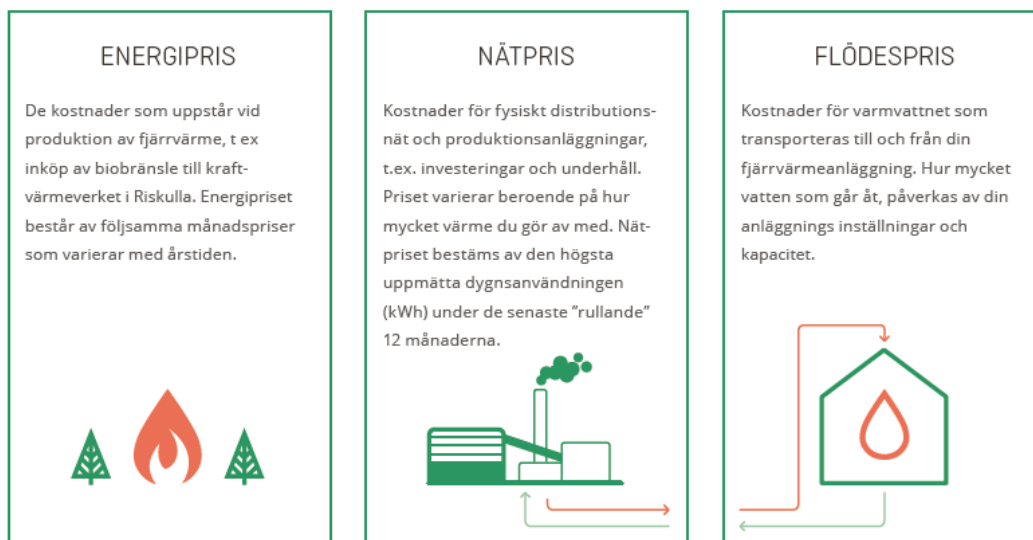 ENERGIPRIS
De kostnader som uppstår vid
produktion av fjärrvärme, t ex
inköp av biobränsle till kraft-
värmeverket i Riskulla. Energipriset
består av följsamma månadspriser
som varierar med årstiden.
NÄTPRIS
Kostnader för fysiskt distributions-
nät och produktionsanläggningar,
t.ex. investeringar och underhåll.
Priset varierar beroende på hur
mycket värme du gör av med. Nät-
priset bestäms av den högsta
uppmätta dygnsanvändningen
(kWh) under de senaste ”rullande”
12 månaderna.
FLÖDESPRIS
Kostnader för varmvattnet som
transporteras till och från din
fjärrvärmeanläggning. Hur mycket
vatten som går åt, påverkas av din
anläggnings inställningar och
kapacitet.